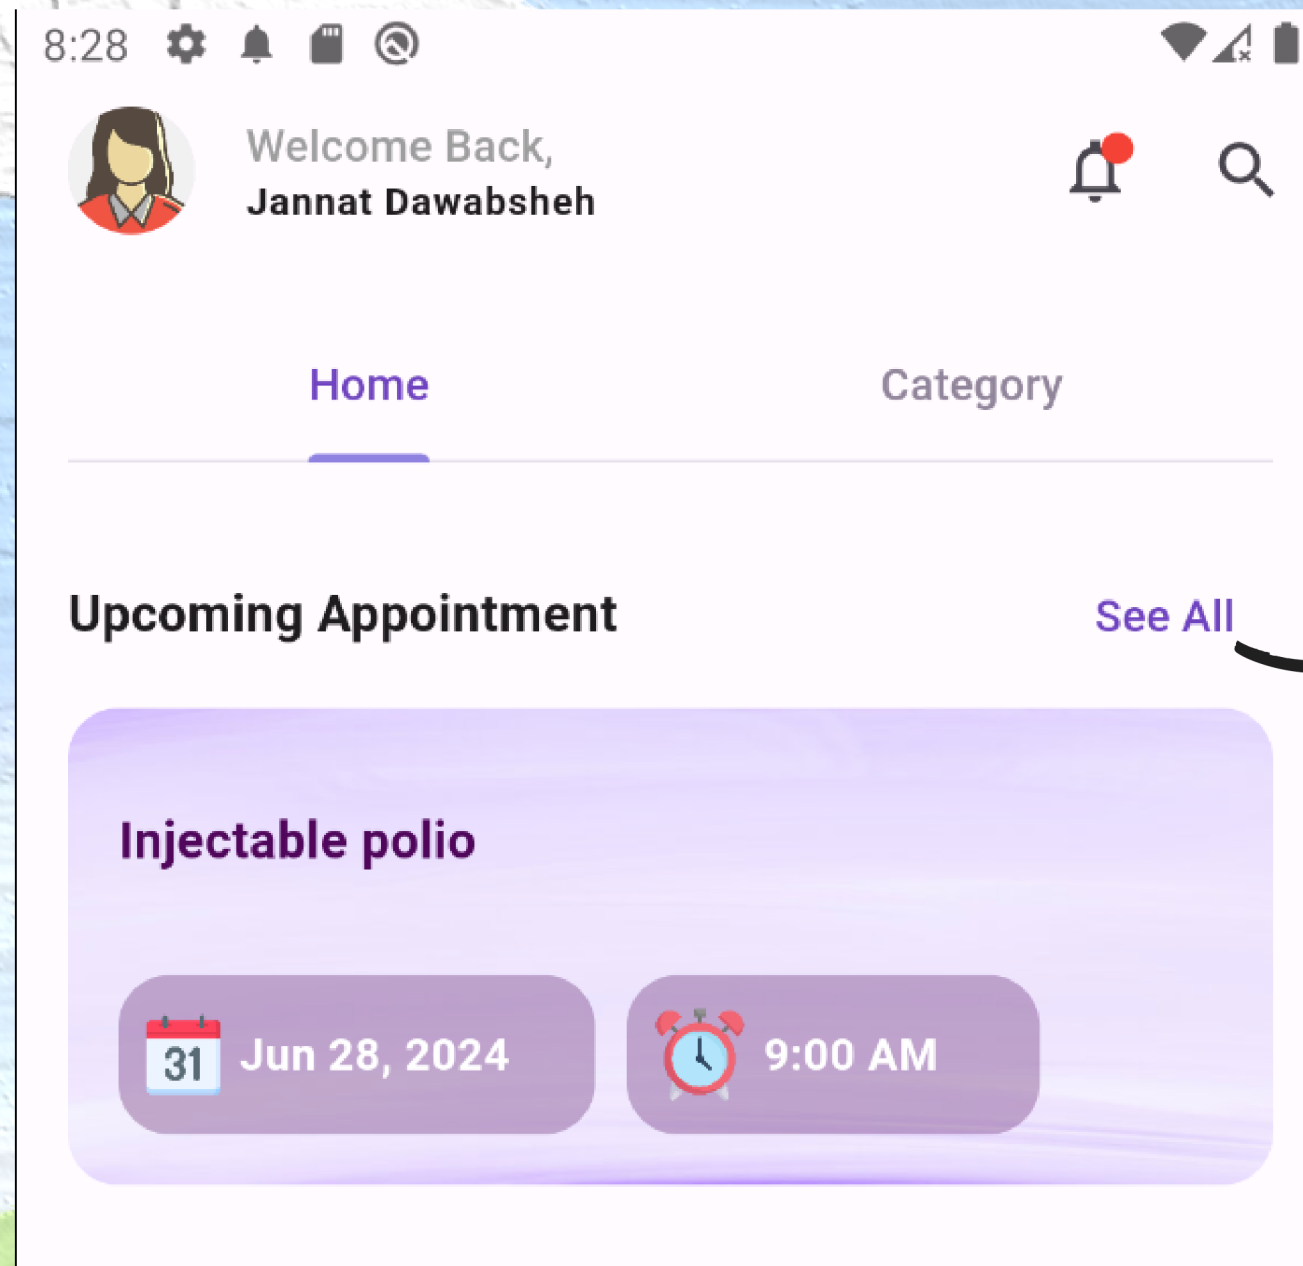 8:28
Welcome Back,
Jannat Dawabsheh
Home Category
Upcoming Appointment See All
Injectable polio
31 Jun 28, 2024 9:00 AM